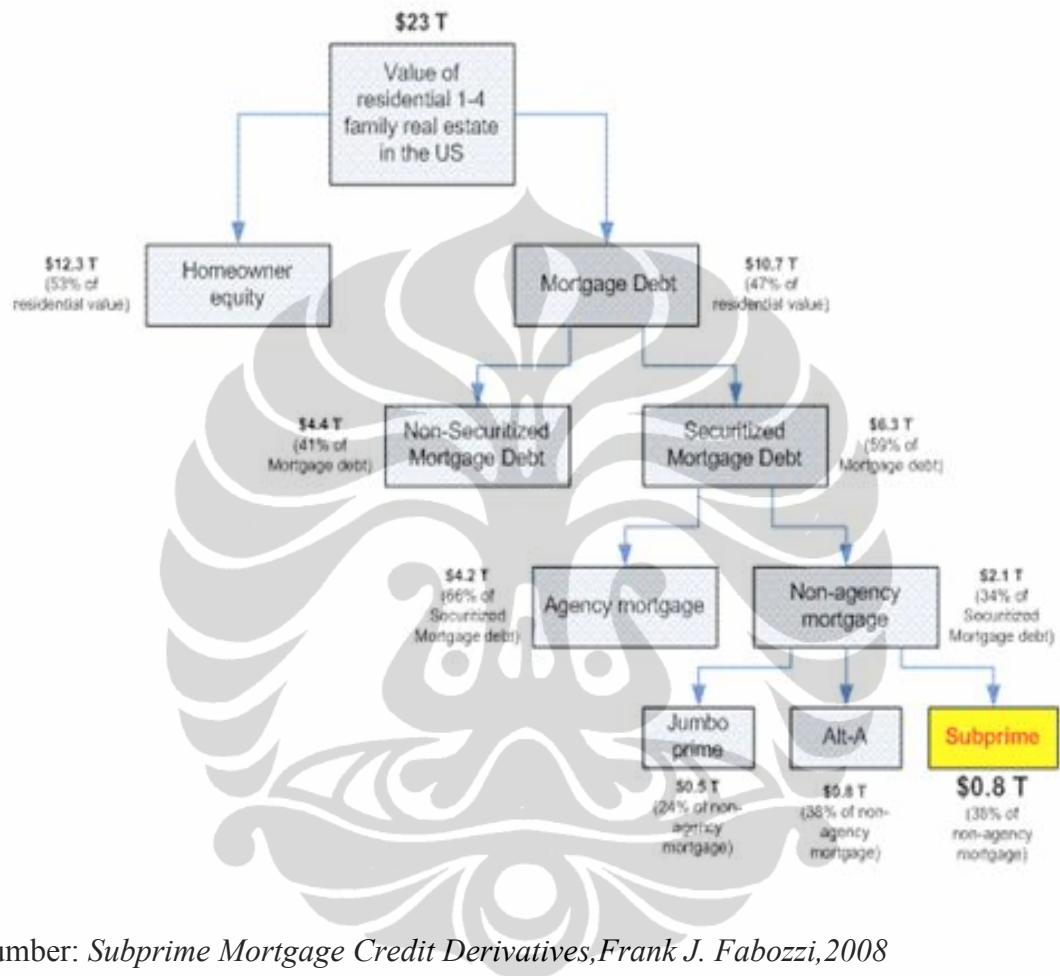 $23 T
Value of
residential 1-4
family real estate
in the US
$12.3 T
(53% of
residential value)
Homeowner
equity
Mortgage Debt
$10.7 T
(47% of
residential value)
$4.4 T
(41% of
Mortgage debt)
Non-Securitized
Mortgage Debt
Securitized
Mortgage Debt
$6.3 T
(59% of
Mortgage debt)
$4.2 T
(66% of
Securitized
Mortgage debt)
Agency mortgage
Non-agency
mortgage
$2.1 T
(34% of
Securitized
Mortgage debt)
Jumbo
prime
$0.5 T
(24% of non-
agency
mortgage)
Alt-A
$0.8 T
(38% of non-
agency
mortgage)
Subprime
$0.8 T
(38% of
non-agency
mortgage)
umber: Subprime Mortgage Credit Derivatives,Frank J. Fabozzi,2008